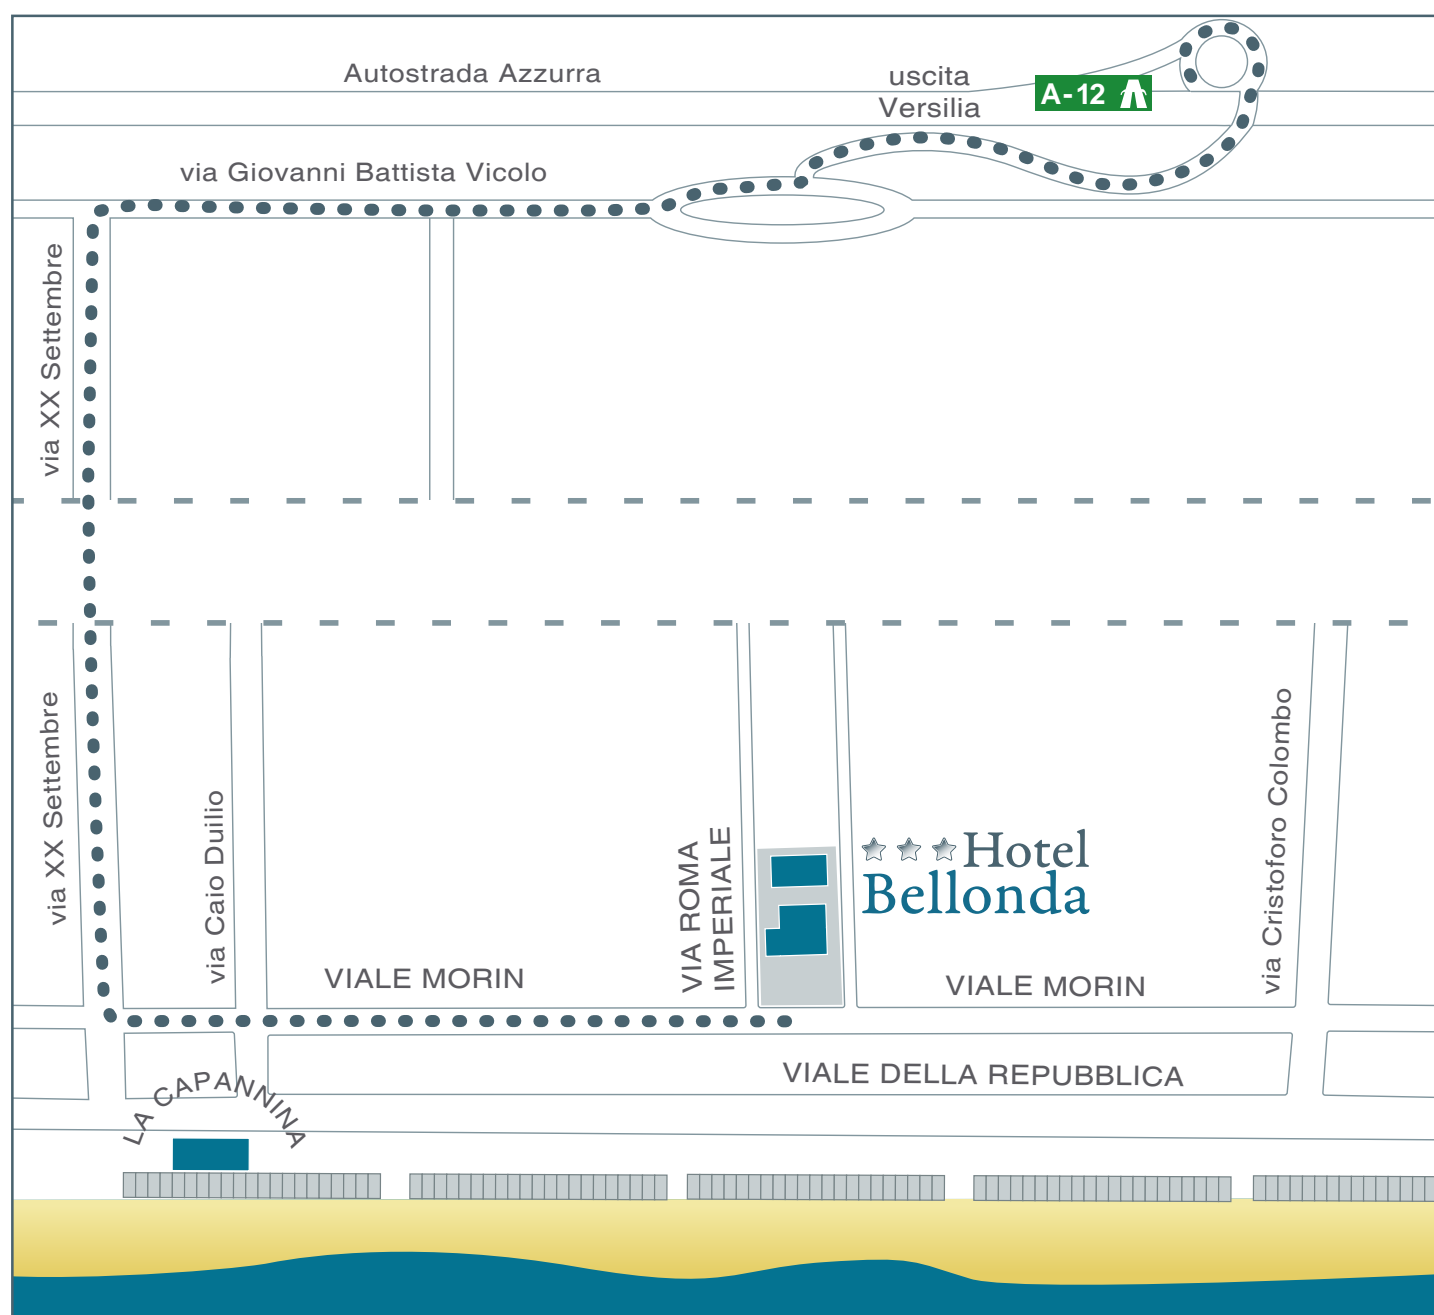 Autostrada Azzurra
uscita
Versilia
A-12
via Giovanni Battista Vicolo
via XX Settembre
via XX Settembre
via Caio Duilio
VIA ROMA
IMPERIALE
Hotel
Bellonda
via Cristoforo Colombo
VIALE MORIN
VIALE MORIN
VIALE DELLA REPUBBLICA
LA CAPANNINA